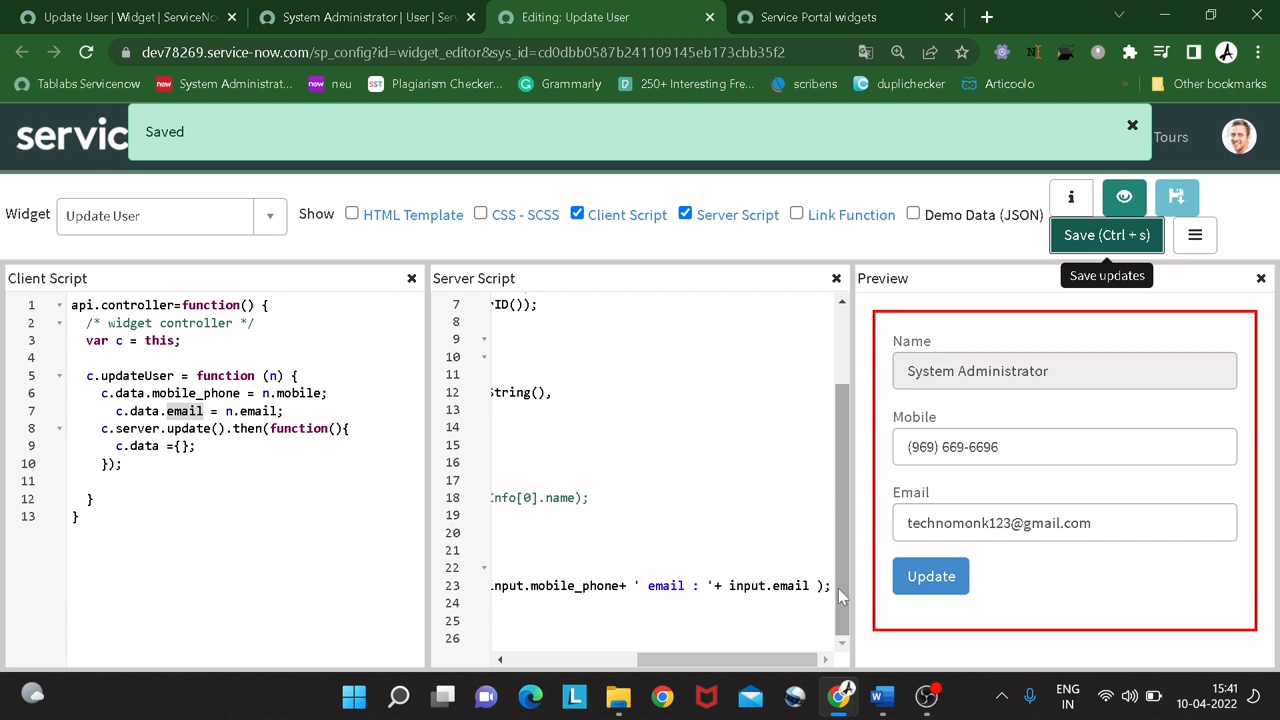 Update User | Widget | ServiceNo
System Administrator | User | Serv
Editing: Update User
Service Portal widgets
dev78269.service-now.com/sp_config?id=widget_editor&sys_id=cd0dbb0587b241109145eb173cbb35f2
Tablabs Servicenow
now
System Administrat...
now
neu
SST
Plagiarism Checker...
Grammarly
250+ Interesting Fre...
scribens
duplichecker
Articoolo
Other bookmarks
servic
Saved
Tours
Widget
Update User
Show
HTML Template
CSS - SCSS
Client Script
Server Script
Link Function
Demo Data (JSON)
Save (Ctrl + s)
Save updates
Client Script
1 api.controller=function() {
2 /* widget controller */
3 var c = this;
4
5 c.updateUser = function (n) {
6 c.data.mobile_phone = n.mobile;
7 c.data.email = n.email;
8 c.server.update().then(function(){
9 c.data ={};
10 });
11
12 }
13 }
Server Script
7 rID());
8
9
10
11
12 String(),
13
14
15
16
17
18 Info[0].name);
19
20
21
22
23 input.mobile_phone+ ' email : '+ input.email );
24
25
26
Preview
Name
System Administrator
Mobile
(969) 669-6696
Email
technomonk123@gmail.com
Update
ENG
IN
15:41
10-04-2022